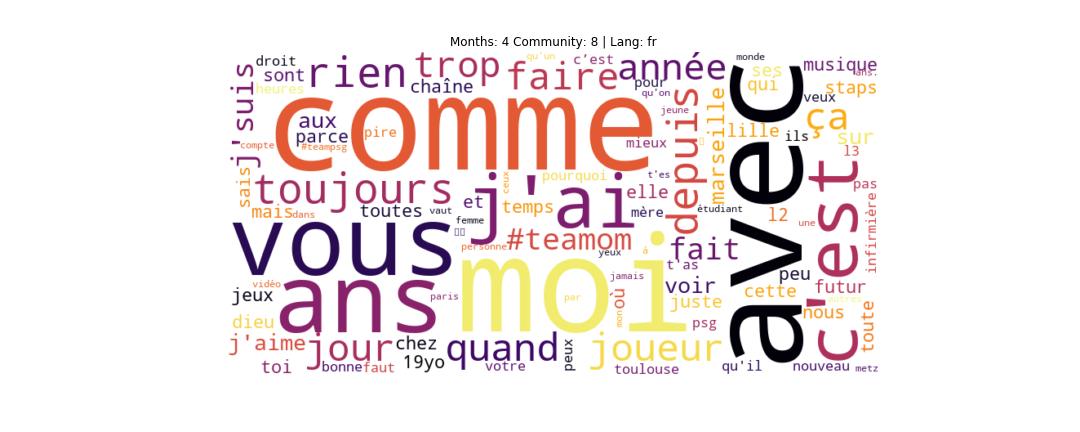 Months: 4 Community: 8 | Lang: fr
droit
sont
heures
rien
trop
chaîne
qu'un
c’est
faire
année
pour
qu'on
monde
ses
qui
musique
ans.
staps
veux
j'suis
comme
aux
parce
pire
compte
#teampsg
jeune
mieux
depuis
marseille
avec
lille
ils
ça
sur
l3
c'est
pas
sais
toujours
j'ai
ceux
pourquoi
t'es
elle
mais
dans
toutes
vaut
et
temps
mère
étudiant
l2
une
infirmière
femme
vous
#teamom
personne
yeux
à
fait
t'as
peu
moi
jamais
voir
cette
futur
autres
vidéo
jeux
ans
paris
par
où
mon
juste
nous
toute
dieu
psg
j'aime
jour
chez
quand
peux
joueur
toi
bonne
faut
19yo
votre
toulouse
qu'il
nouveau
metz